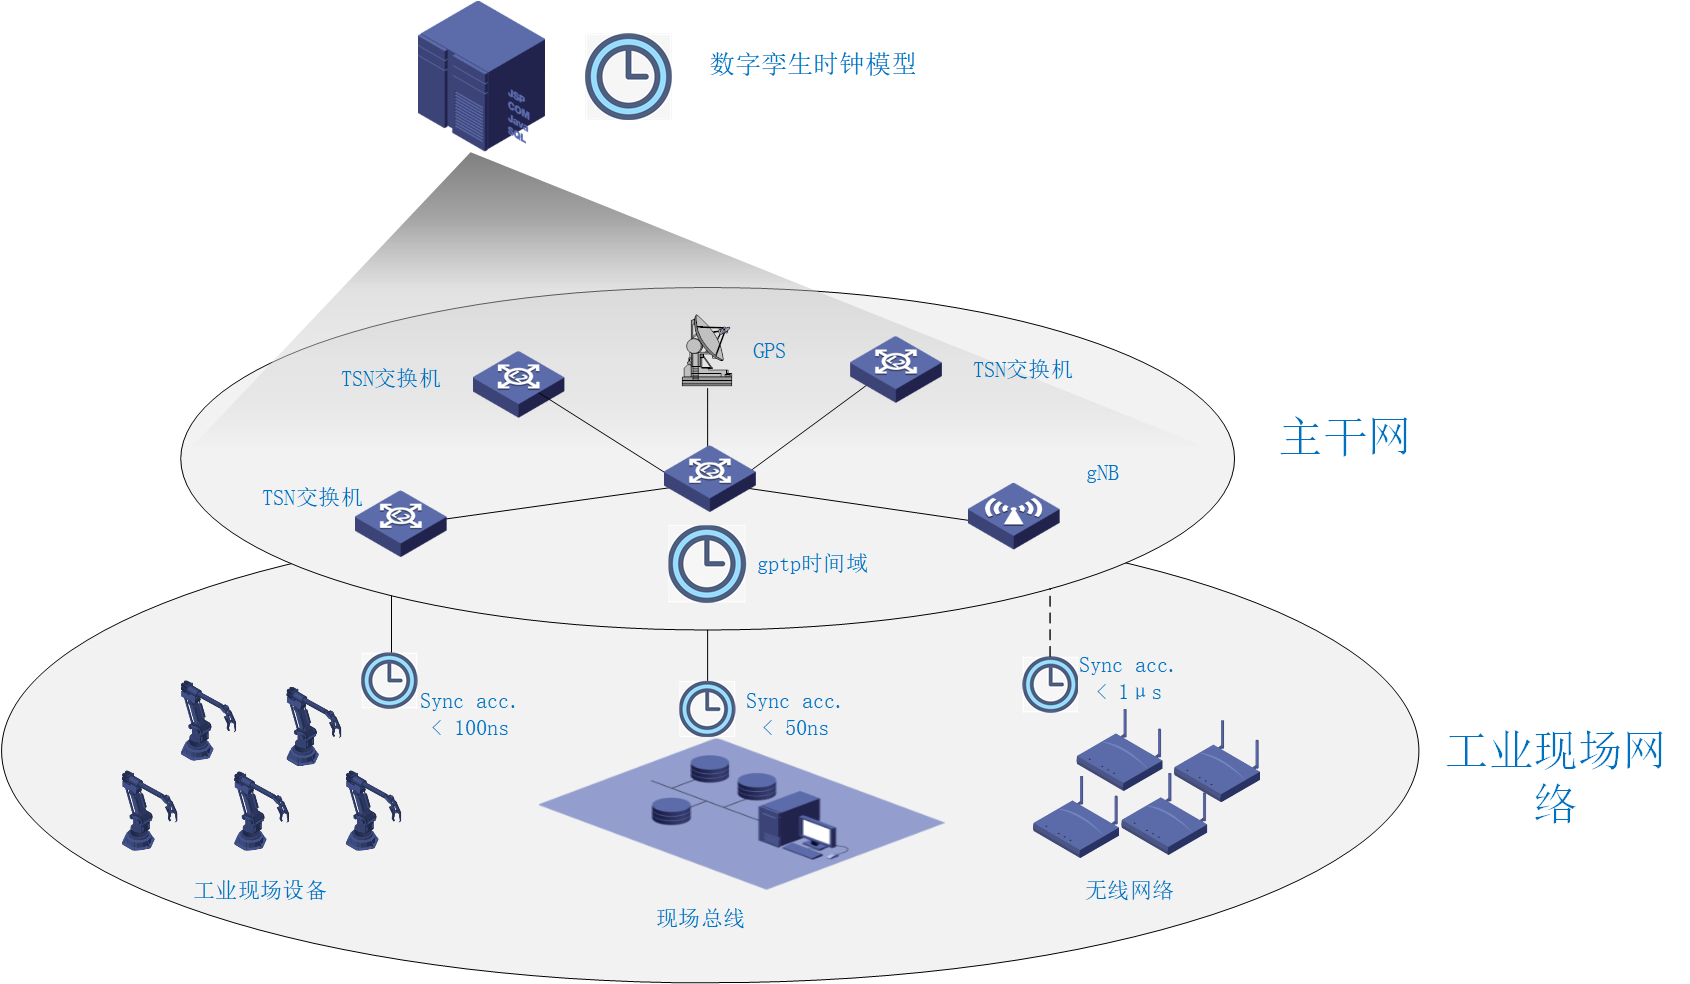 JSP
COM
Java
SQL
数字孪生时钟模型
GPS
TSN交换机
TSN交换机
主干网
gNB
TSN交换机
gptp时间域
Sync acc.
< 1μs
Sync acc.
< 100ns
Sync acc.
< 50ns
工业现场网
络
工业现场设备
无线网络
现场总线